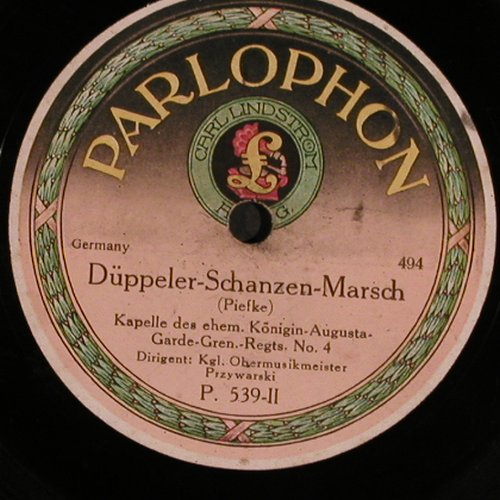 PARLOPHON
CARL LINDSTRÖM
£
Germany
494
Düppeler-Schanzen-Marsch
(Piefke)
Kapelle des ehem. Königin-Augusta-
Garde-Gren.-Regts. No. 4
Dirigent: Kgl. Obermusikmeister
Przywarski
P. 539-II